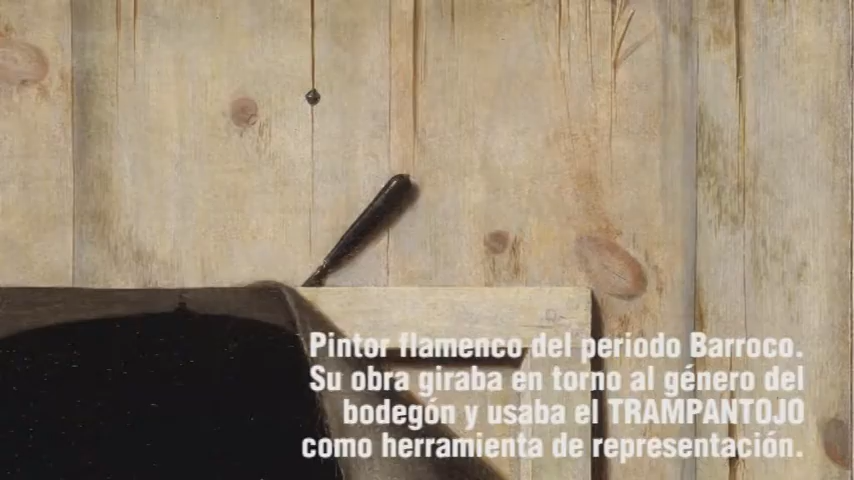 Pintor flamenco del periodo Barroco.
Su obra giraba en torno al género del
bodegón y usaba el TRAMPANTOJO
como herramienta de representación.